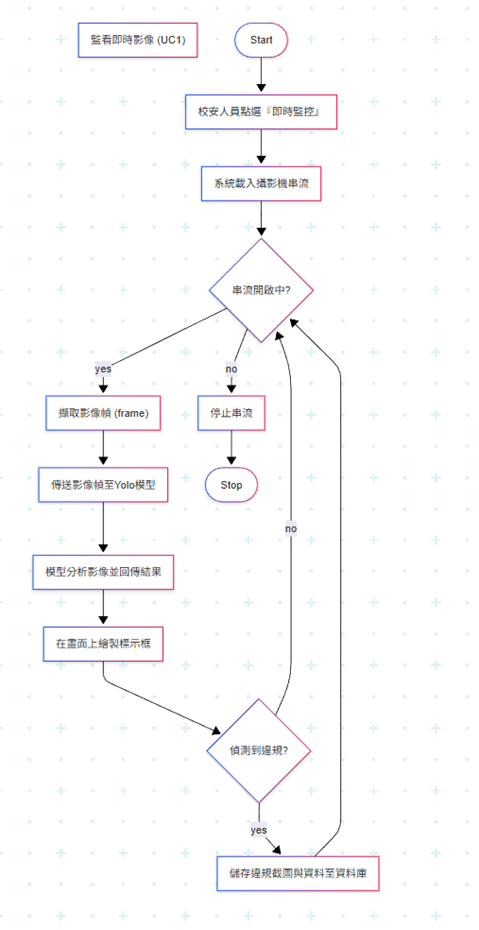 監看即時影像 (UC1)
Start
校安人員點選『即時監控』
系統載入攝影機串流
串流開啟中?
yes
no
擷取影像幀 (frame)
停止串流
傳送影像幀至Yolo模型
Stop
no
模型分析影像並回傳結果
在畫面上繪製標示框
偵測到違規?
yes
儲存違規截圖與資料至資料庫